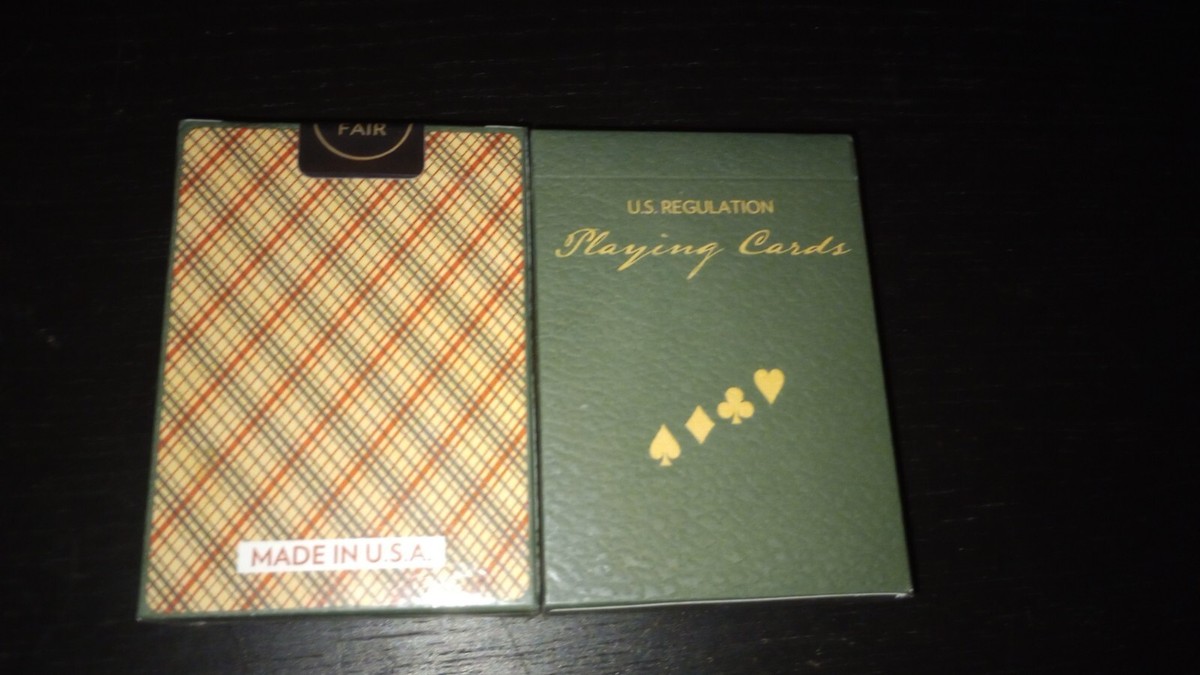 FAIR
MADE IN U.S.A.
U.S. REGULATION
Playing Cards